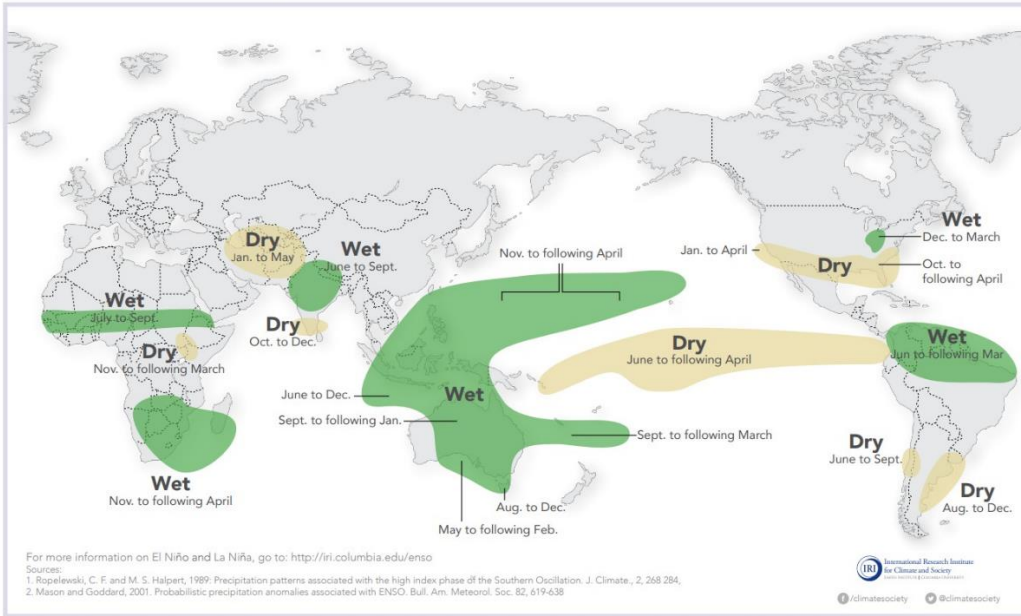 Wet
Dec. to March
Dry
Jan. to May
Wet
June to Sept.
Nov. to following April
Jan. to April
Dry
Oct. to
following April
Wet
July to Sept.
Dry
Oct. to Dec.
Dry
Nov. to following March
Dry
June to following April
Wet
Jun to following Mar
June to Dec.
Wet
Sept. to following Jan.
Sept. to following March
Dry
June to Sept.
Wet
Nov. to following April
Aug. to Dec.
Dry
Aug. to Dec.
May to following Feb.
For more information on El Niño and La Niña, go to: http://iri.columbia.edu/enso
Sources:
1. Ropelewski, C. F. and M. S. Halpert, 1989: Precipitation patterns associated with the high index phase of the Southern Oscillation. J. Climate., 2, 268 284,
2. Mason and Goddard, 2001. Probabilistic precipitation anomalies associated with ENSO. Bull. Am. Meteorol. Soc. 82, 619-638
IRI
International Research Institute
for Climate and Society
/climatesociety
@climatesociety